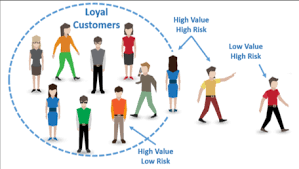 Loyal
Customers
High Value
High Risk
Low Value
High Risk
High Value
Low Risk